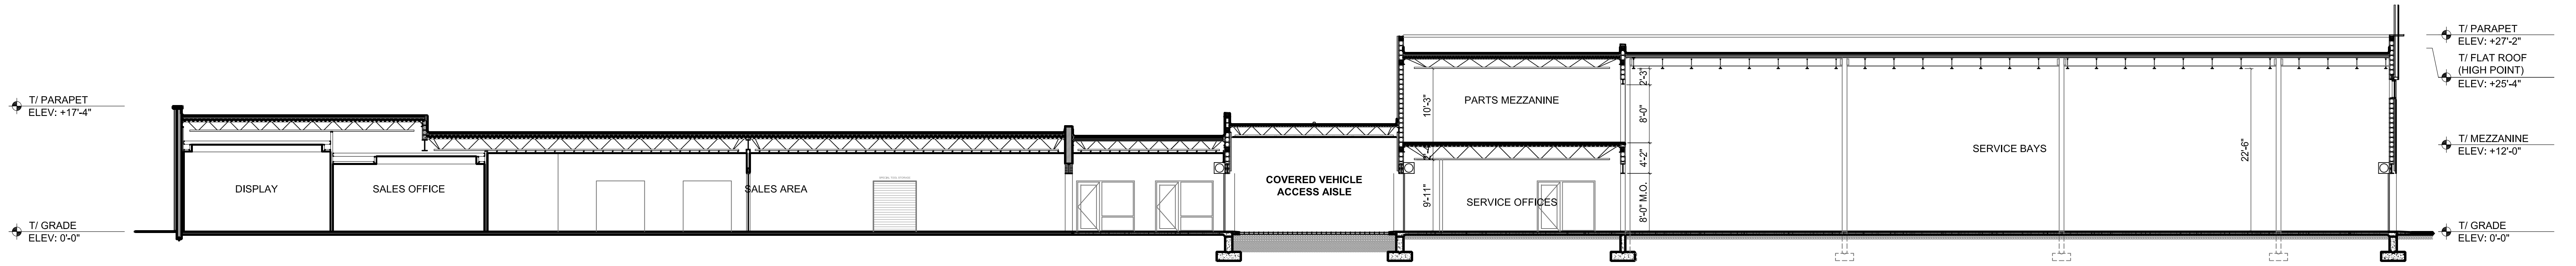 T/ PARAPET
ELEV: +17'-4"
T/ GRADE
ELEV: 0'-0"
DISPLAY
SALES OFFICE
SALES AREA
COVERED VEHICLE
ACCESS AISLE
10'-3"
9'-11"
PARTS MEZZANINE
SERVICE OFFICES
2'-3"
8'-0"
4'-2"
8'-0" M.O.
SERVICE BAYS
22'-6"
T/ PARAPET
ELEV: +27'-2"
T/ FLAT ROOF
(HIGH POINT)
ELEV: +25'-4"
T/ MEZZANINE
ELEV: +12'-0"
T/ GRADE
ELEV: 0'-0"